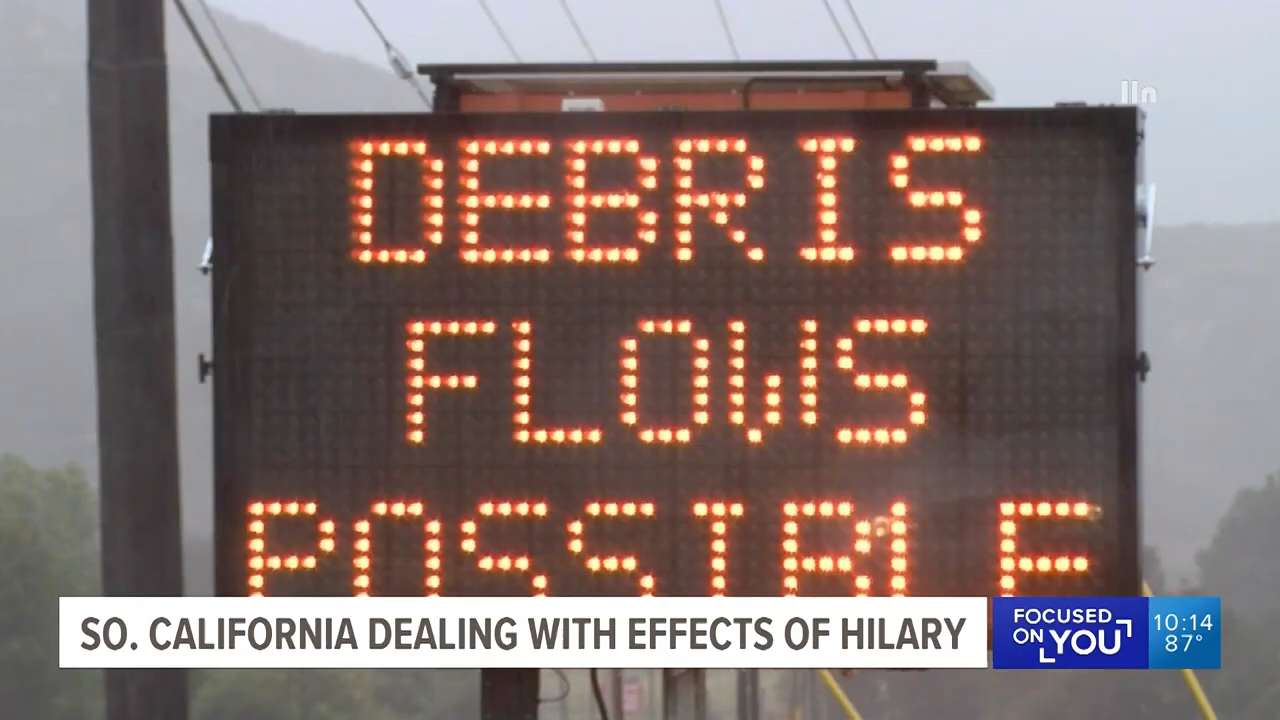 DEBRIS
FLOWS
POSSIBLE
SO. CALIFORNIA DEALING WITH EFFECTS OF HILARY
FOCUSED
ON YOU
10:14
87°